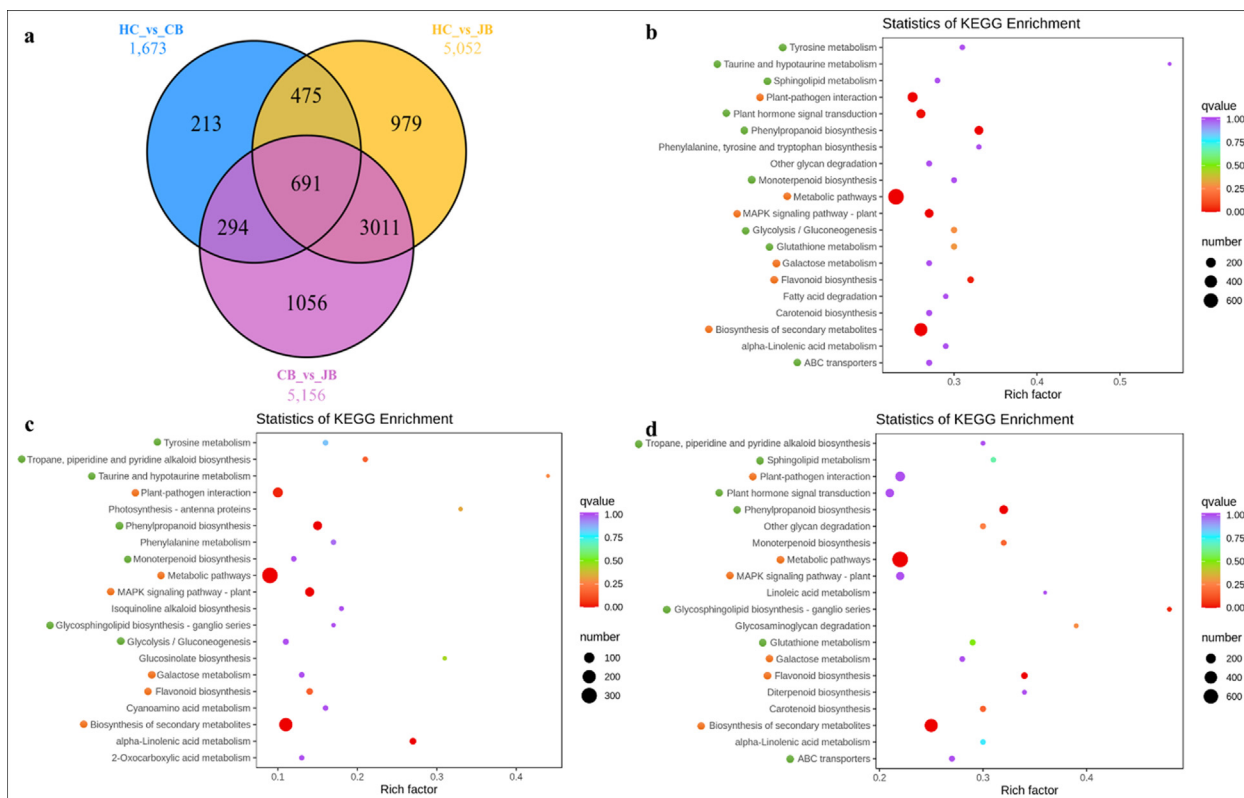 a
HC_vs_CB
1,673
HC_vs_JB
5,052
213
475
979
691
294
3011
1056
CB_vs_JB
5,156
b
Statistics of KEGG Enrichment
Tyrosine metabolism
Taurine and hypotaurine metabolism
Sphingolipid metabolism
Plant-pathogen interaction
Plant hormone signal transduction
Phenylpropanoid biosynthesis
Phenylalanine, tyrosine and tryptophan biosynthesis
Other glycan degradation
Monoterpenoid biosynthesis
Metabolic pathways
MAPK signaling pathway - plant
Glycolysis / Gluconeogenesis
Glutathione metabolism
Galactose metabolism
Flavonoid biosynthesis
Fatty acid degradation
Carotenoid biosynthesis
Biosynthesis of secondary metabolites
alpha-Linolenic acid metabolism
ABC transporters
0.3 0.4 0.5
Rich factor
qvalue
1.00
0.75
0.50
0.25
0.00
number
200
400
600
c
Statistics of KEGG Enrichment
Tyrosine metabolism
Tropane, piperidine and pyridine alkaloid biosynthesis
Taurine and hypotaurine metabolism
Plant-pathogen interaction
Photosynthesis - antenna proteins
Phenylpropanoid biosynthesis
Phenylalanine metabolism
Monoterpenoid biosynthesis
Metabolic pathways
MAPK signaling pathway - plant
Isoquinoline alkaloid biosynthesis
Glycosphingolipid biosynthesis - ganglio series
Glycolysis / Gluconeogenesis
Glucosinolate biosynthesis
Galactose metabolism
Flavonoid biosynthesis
Cyanoamino acid metabolism
Biosynthesis of secondary metabolites
alpha-Linolenic acid metabolism
2-Oxocarboxylic acid metabolism
0.1 0.2 0.3 0.4
Rich factor
qvalue
1.00
0.75
0.50
0.25
0.00
number
100
200
300
d
Statistics of KEGG Enrichment
Tropane, piperidine and pyridine alkaloid biosynthesis
Sphingolipid metabolism
Plant-pathogen interaction
Plant hormone signal transduction
Phenylpropanoid biosynthesis
Other glycan degradation
Monoterpenoid biosynthesis
Metabolic pathways
MAPK signaling pathway - plant
Linoleic acid metabolism
Glycosphingolipid biosynthesis - ganglio series
Glycosaminoglycan degradation
Glutathione metabolism
Galactose metabolism
Flavonoid biosynthesis
Diterpenoid biosynthesis
Carotenoid biosynthesis
Biosynthesis of secondary metabolites
alpha-Linolenic acid metabolism
ABC transporters
0.2 0.3 0.4
Rich factor
qvalue
1.00
0.75
0.50
0.25
0.00
number
200
400
600